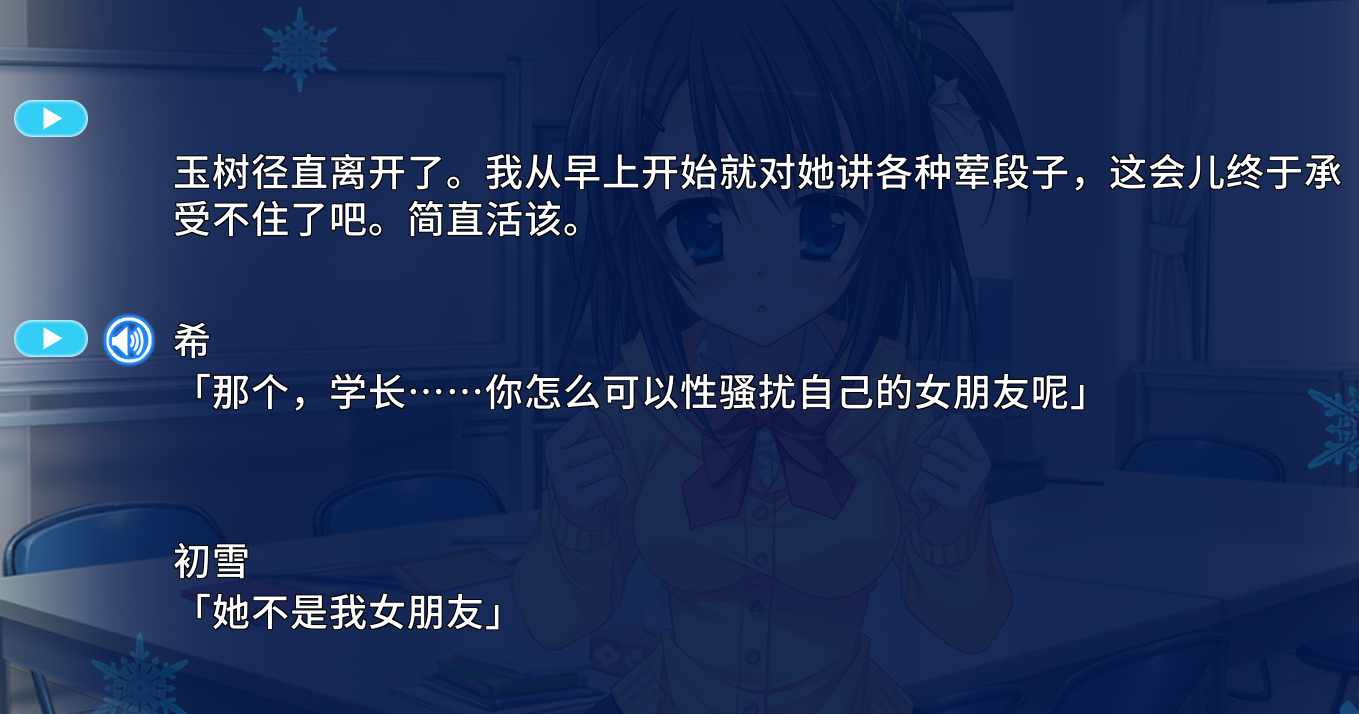 玉树径直离开了。我从早上开始就对她讲各种荤段子，这会儿终于承
受不住了吧。简直活该。
希
「那个，学长……你怎么可以性骚扰自己的女朋友呢」
初雪
「她不是我女朋友」